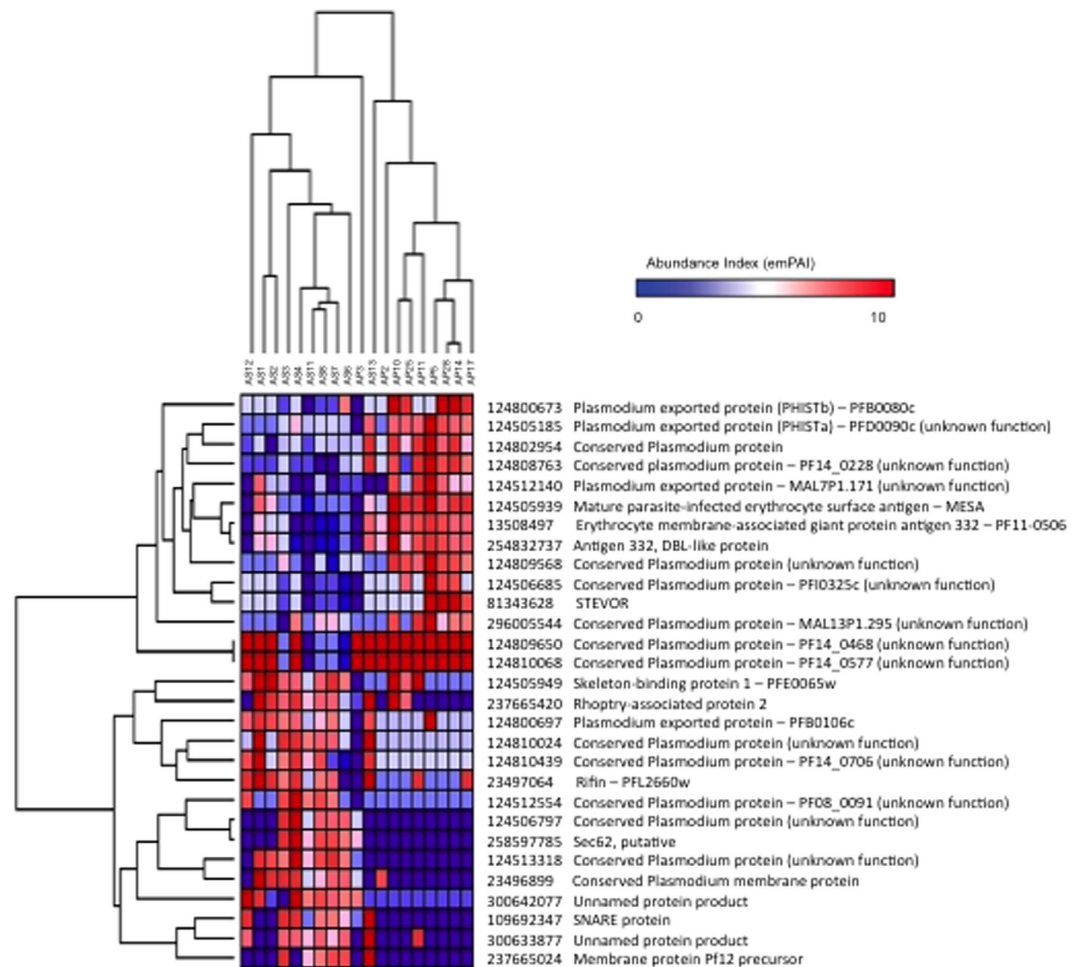 Abundance Index (emPAI)
0 10
AS12 AS1 AS2 AS3 AS4 AS11 AS8 AS7 AS6 AP3 AS13 AP2 AP10 AP25 AP11 AP5 AP28 AP14 AP17
124800673 Plasmodium exported protein (PHISTb) – PFB0080c
124505185 Plasmodium exported protein (PHISTa) – PFD0090c (unknown function)
124802954 Conserved Plasmodium protein
124808763 Conserved plasmodium protein – PF14_0228 (unknown function)
124512140 Plasmodium exported protein – MAL7P1.171 (unknown function)
124505939 Mature parasite-infected erythrocyte surface antigen – MESA
13508497 Erythrocyte membrane-associated giant protein antigen 332 – PF11-0506
254832737 Antigen 332, DBL-like protein
124809568 Conserved Plasmodium protein (unknown function)
124506685 Conserved Plasmodium protein – PFI0325c (unknown function)
81343628 STEVOR
296005544 Conserved Plasmodium protein – MAL13P1.295 (unknown function)
124809650 Conserved Plasmodium protein – PF14_0468 (unknown function)
124810068 Conserved Plasmodium protein – PF14_0577 (unknown function)
124505949 Skeleton-binding protein 1 – PFE0065w
237665420 Rhoptry-associated protein 2
124800697 Plasmodium exported protein – PFB0106c
124810024 Conserved Plasmodium protein (unknown function)
124810439 Conserved Plasmodium protein – PF14_0706 (unknown function)
23497064 Rifin – PFL2660w
124512554 Conserved Plasmodium protein – PF08_0091 (unknown function)
124506797 Conserved Plasmodium protein (unknown function)
258597785 Sec62, putative
124513318 Conserved Plasmodium protein (unknown function)
23496899 Conserved Plasmodium membrane protein
300642077 Unnamed protein product
109692347 SNARE protein
300633877 Unnamed protein product
237665024 Membrane protein Pf12 precursor